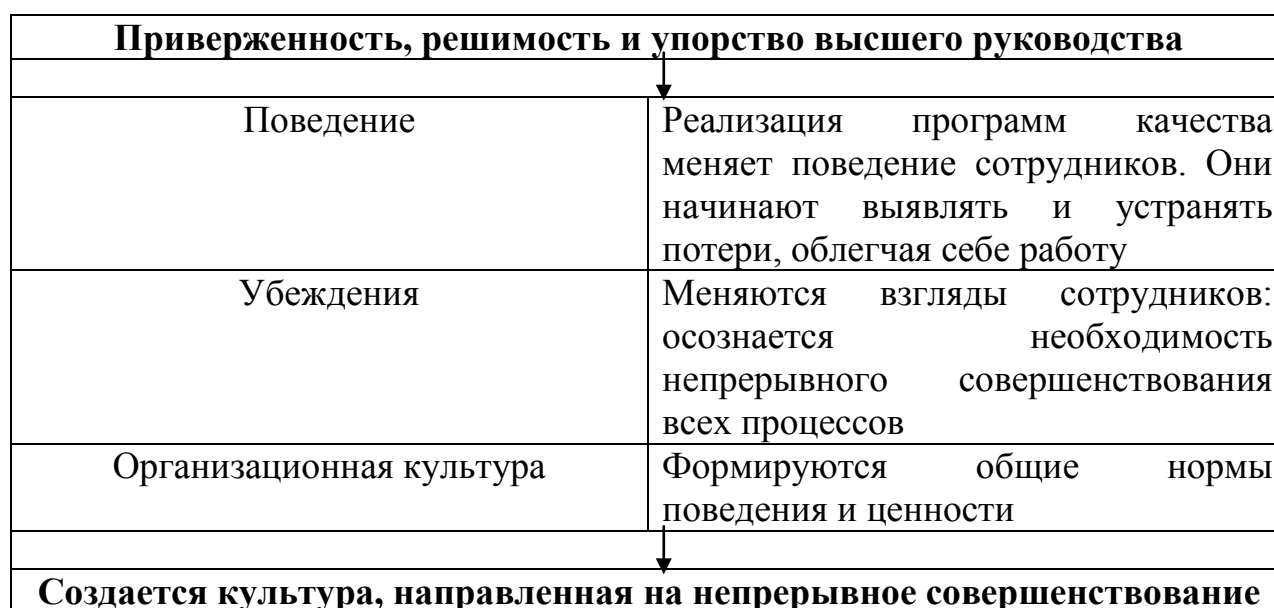 Приверженность, решимость и упорство высшего руководства
Поведение
Реализация программ качества
меняет поведение сотрудников. Они
начинают выявлять и устранять
потери, облегчая себе работу
Убеждения
Меняются взгляды сотрудников:
осознается необходимость
непрерывного совершенствования
всех процессов
Организационная культура
Формируются общие нормы
поведения и ценности
Создается культура, направленная на непрерывное совершенствование